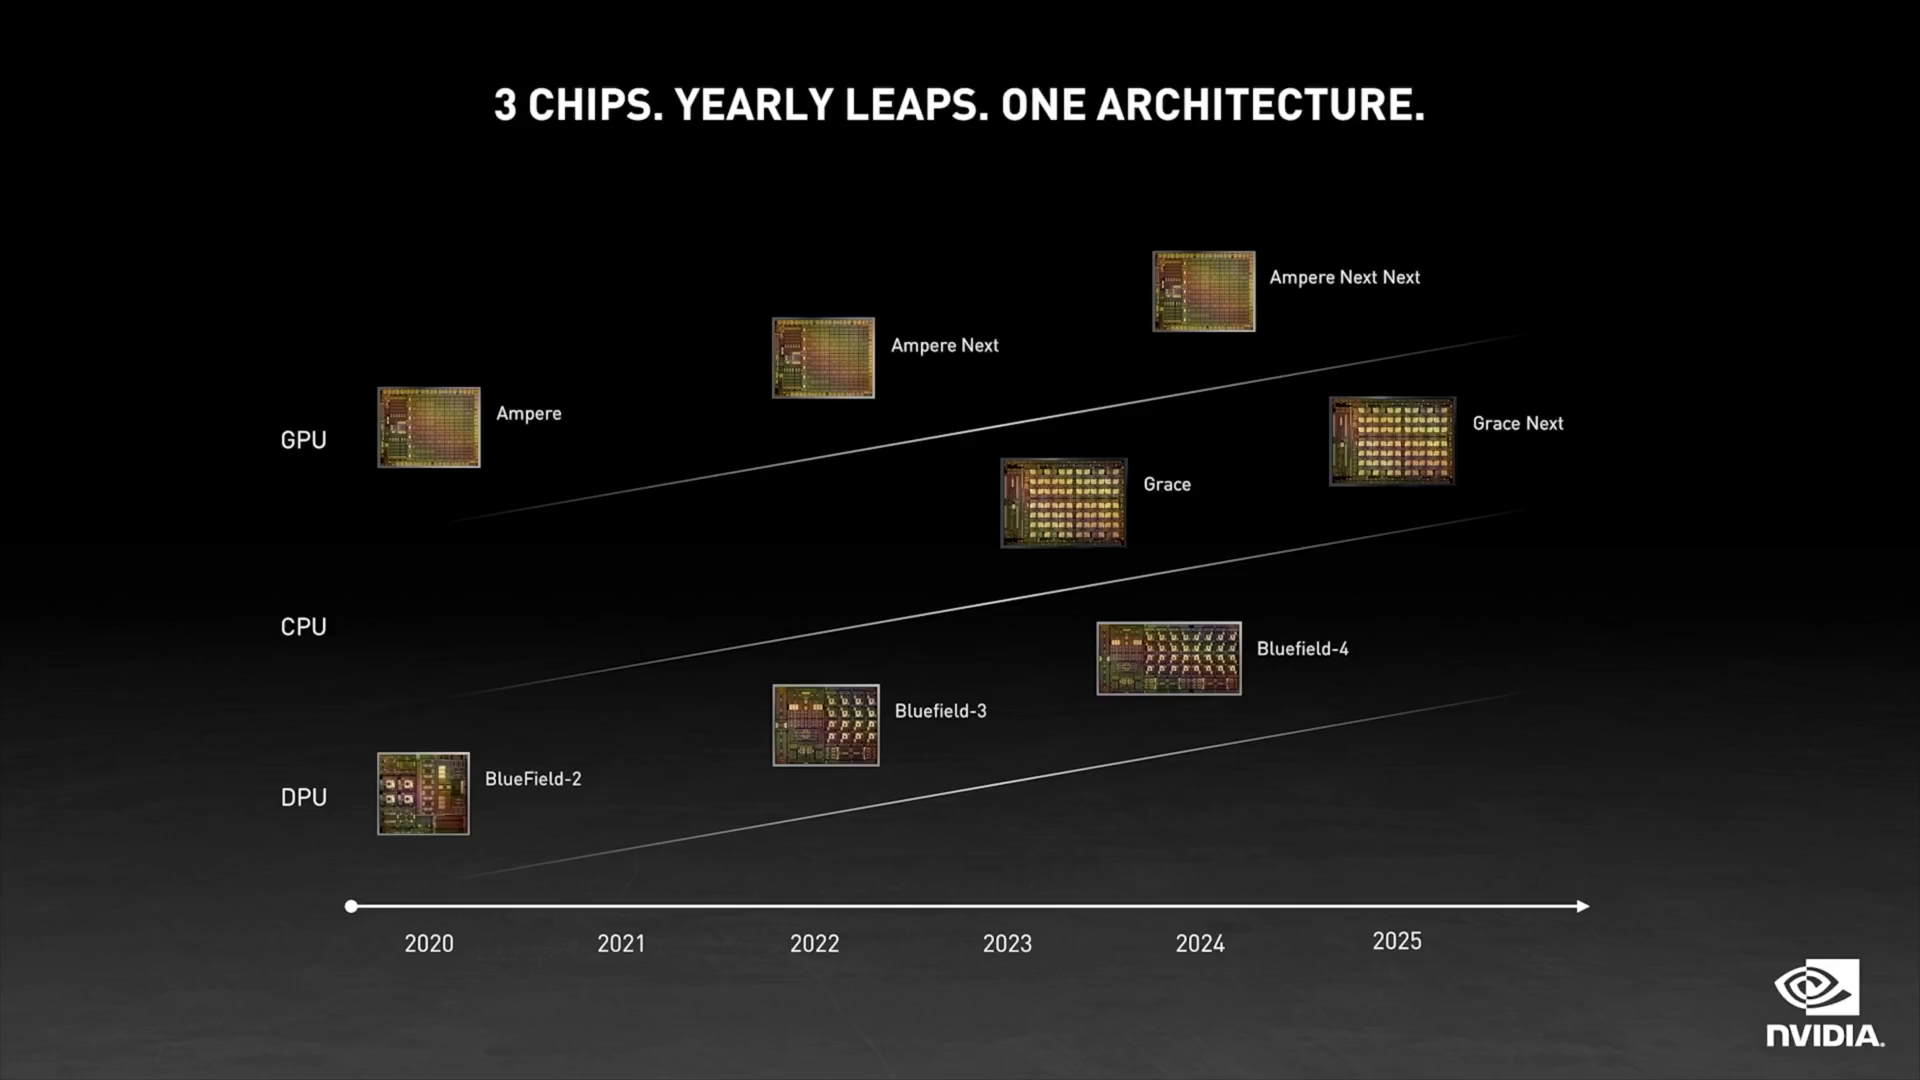 3 CHIPS. YEARLY LEAPS. ONE ARCHITECTURE.
Ampere Next Next
Ampere Next
Ampere
GPU
Grace Next
Grace
CPU
Bluefield-4
Bluefield-3
BlueField-2
DPU
2020 2021 2022 2023 2024 2025
NVIDIA.